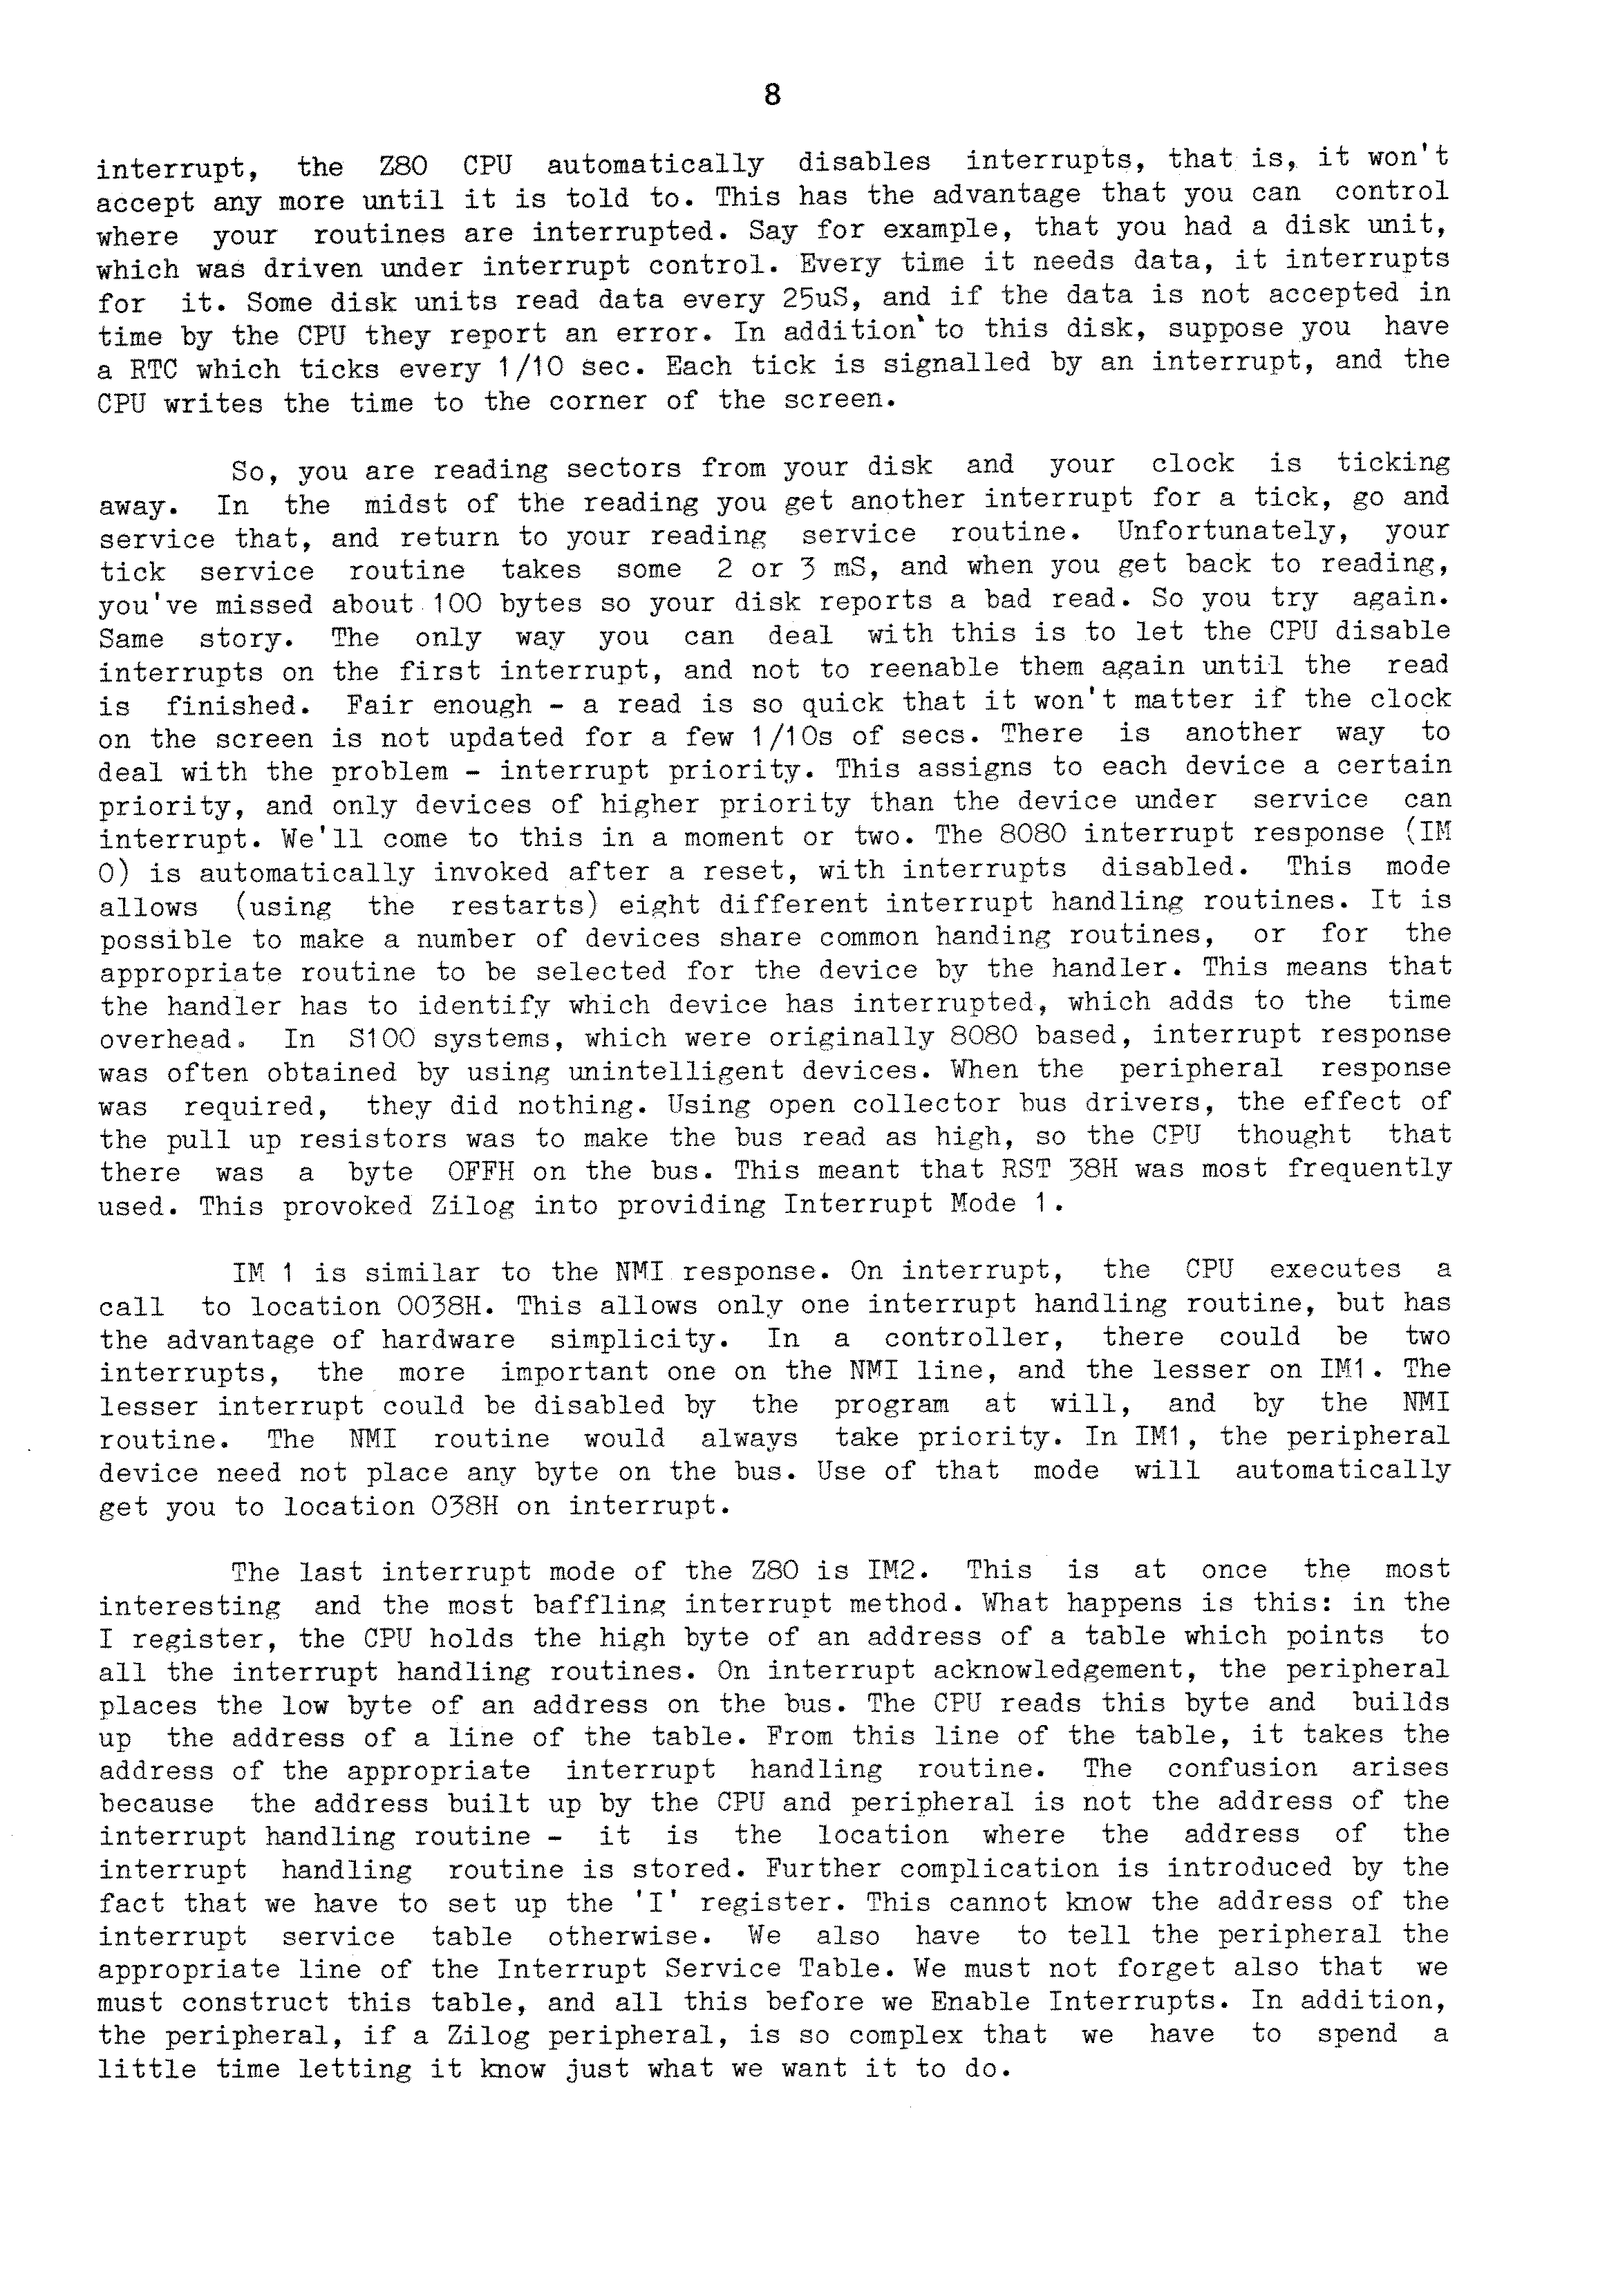 8
interrupt, the Z80 CPU automatically disables interrupts, that is, it won't
accept any more until it is told to. This has the advantage that you can control
where your routines are interrupted. Say for example, that you had a disk unit,
which was driven under interrupt control. Every time it needs data, it interrupts
for it. Some disk units read data every 25uS, and if the data is not accepted in
time by the CPU they report an error. In addition to this disk, suppose you have
a RTC which ticks every 1/10 sec. Each tick is signalled by an interrupt, and the
CPU writes the time to the corner of the screen.
So, you are reading sectors from your disk and your clock is ticking
away. In the midst of the reading you get another interrupt for a tick, go and
service that, and return to your reading service routine. Unfortunately, your
tick service routine takes some 2 or 3 mS, and when you get back to reading,
you've missed about 100 bytes so your disk reports a bad read. So you try again.
Same story. The only way you can deal with this is to let the CPU disable
interrupts on the first interrupt, and not to reenable them again until the read
is finished. Fair enough - a read is so quick that it won't matter if the clock
on the screen is not updated for a few 1/10s of secs. There is another way to
deal with the problem - interrupt priority. This assigns to each device a certain
priority, and only devices of higher priority than the device under service can
interrupt. We'll come to this in a moment or two. The 8080 interrupt response (IM
0) is automatically invoked after a reset, with interrupts disabled. This mode
allows (using the restarts) eight different interrupt handling routines. It is
possible to make a number of devices share common handing routines, or for the
appropriate routine to be selected for the device by the handler. This means that
the handler has to identify which device has interrupted, which adds to the time
overhead. In S100 systems, which were originally 8080 based, interrupt response
was often obtained by using unintelligent devices. When the peripheral response
was required, they did nothing. Using open collector bus drivers, the effect of
the pull up resistors was to make the bus read as high, so the CPU thought that
there was a byte OFFH on the bus. This meant that RST 38H was most frequently
used. This provoked Zilog into providing Interrupt Mode 1.
IM 1 is similar to the NMI response. On interrupt, the CPU executes a
call to location 0038H. This allows only one interrupt handling routine, but has
the advantage of hardware simplicity. In a controller, there could be two
interrupts, the more important one on the NMI line, and the lesser on IM1. The
lesser interrupt could be disabled by the program at will, and by the NMI
routine. The NMI routine would always take priority. In IM1, the peripheral
device need not place any byte on the bus. Use of that mode will automatically
get you to location 038H on interrupt.
The last interrupt mode of the Z80 is IM2. This is at once the most
interesting and the most baffling interrupt method. What happens is this: in the
I register, the CPU holds the high byte of an address of a table which points to
all the interrupt handling routines. On interrupt acknowledgement, the peripheral
places the low byte of an address on the bus. The CPU reads this byte and builds
up the address of a line of the table. From this line of the table, it takes the
address of the appropriate interrupt handling routine. The confusion arises
because the address built up by the CPU and peripheral is not the address of the
interrupt handling routine - it is the location where the address of the
interrupt handling routine is stored. Further complication is introduced by the
fact that we have to set up the 'I' register. This cannot know the address of the
interrupt service table otherwise. We also have to tell the peripheral the
appropriate line of the Interrupt Service Table. We must not forget also that we
must construct this table, and all this before we Enable Interrupts. In addition,
the peripheral, if a Zilog peripheral, is so complex that we have to spend a
little time letting it know just what we want it to do.